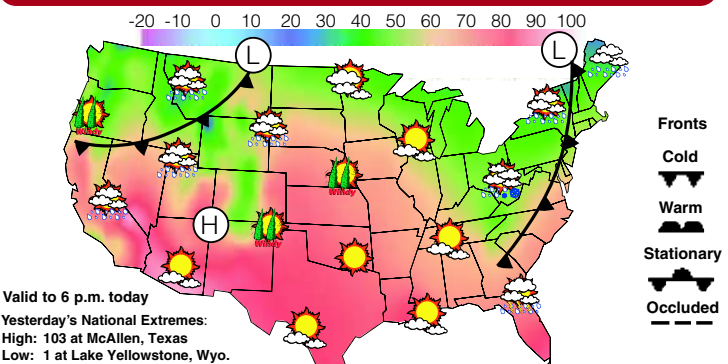 -20 -10 0 10 20 30 40 50 60 70 80 90 100
L
L
Windy
Windy
H
Windy
Fronts
Cold
Warm
Stationary
Occluded
Valid to 6 p.m. today
Yesterday's National Extremes:
High: 103 at McAllen, Texas
Low: 1 at Lake Yellowstone, Wyo.